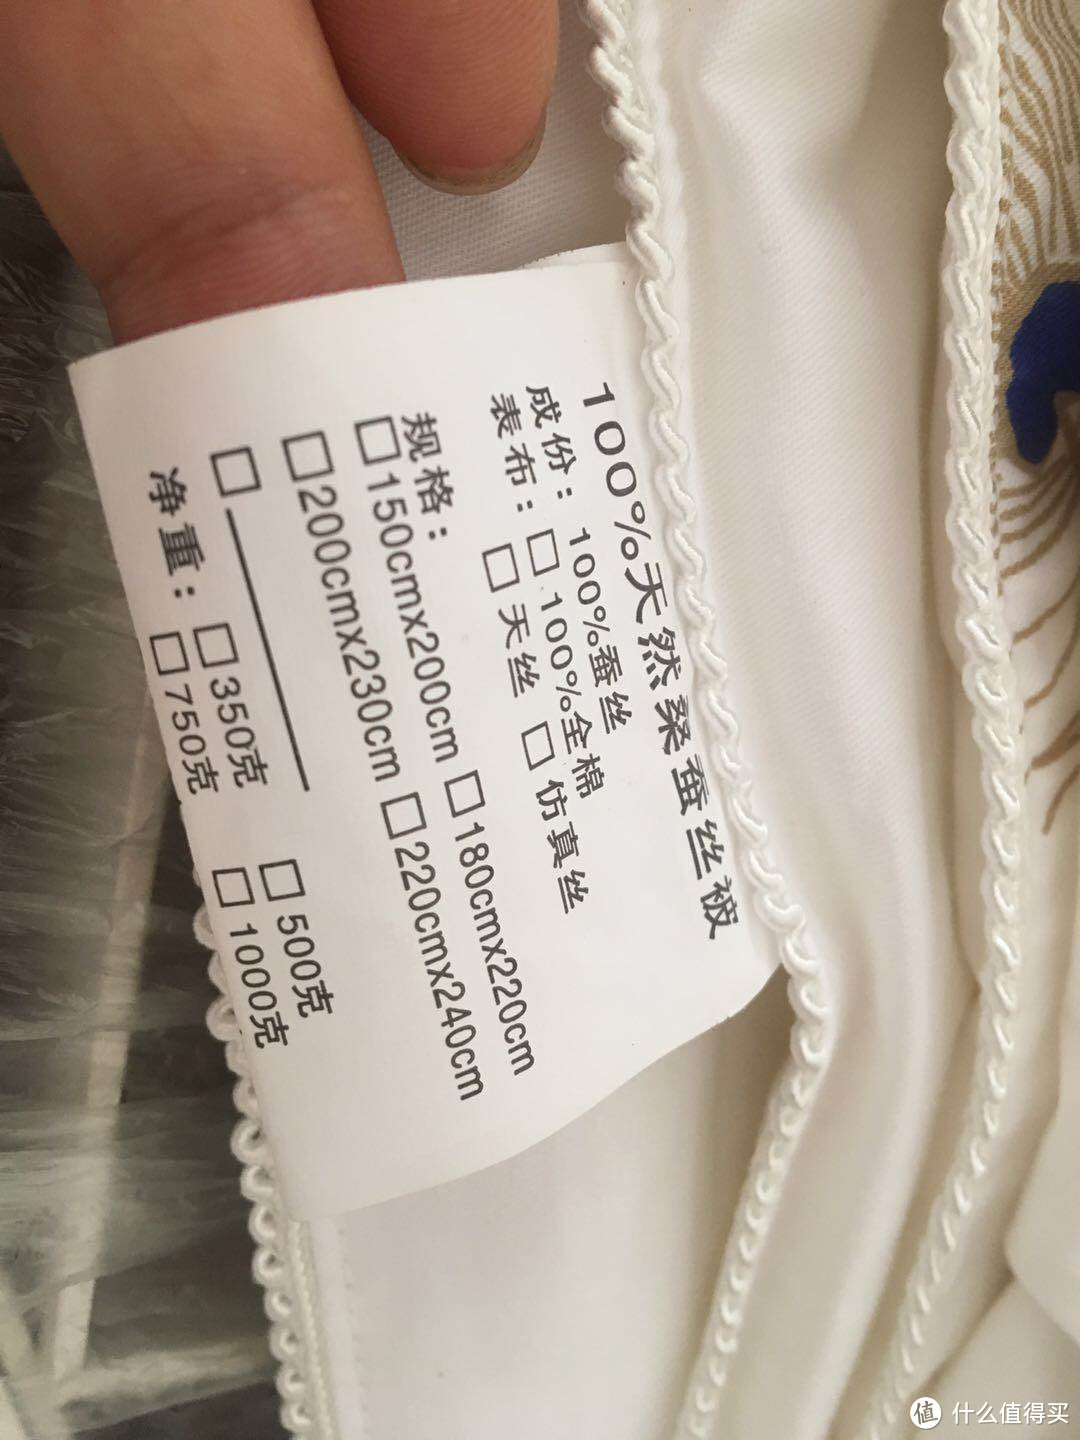 100%天然桑蚕丝被
成份：100%蚕丝
表布：□100%全棉
□天丝 □仿真丝
规格：
□150cmx200cm □180cmx220cm
□200cmx230cm □220cmx240cm
□
净重：□350克 □500克
□750克 □1000克
值 什么值得买